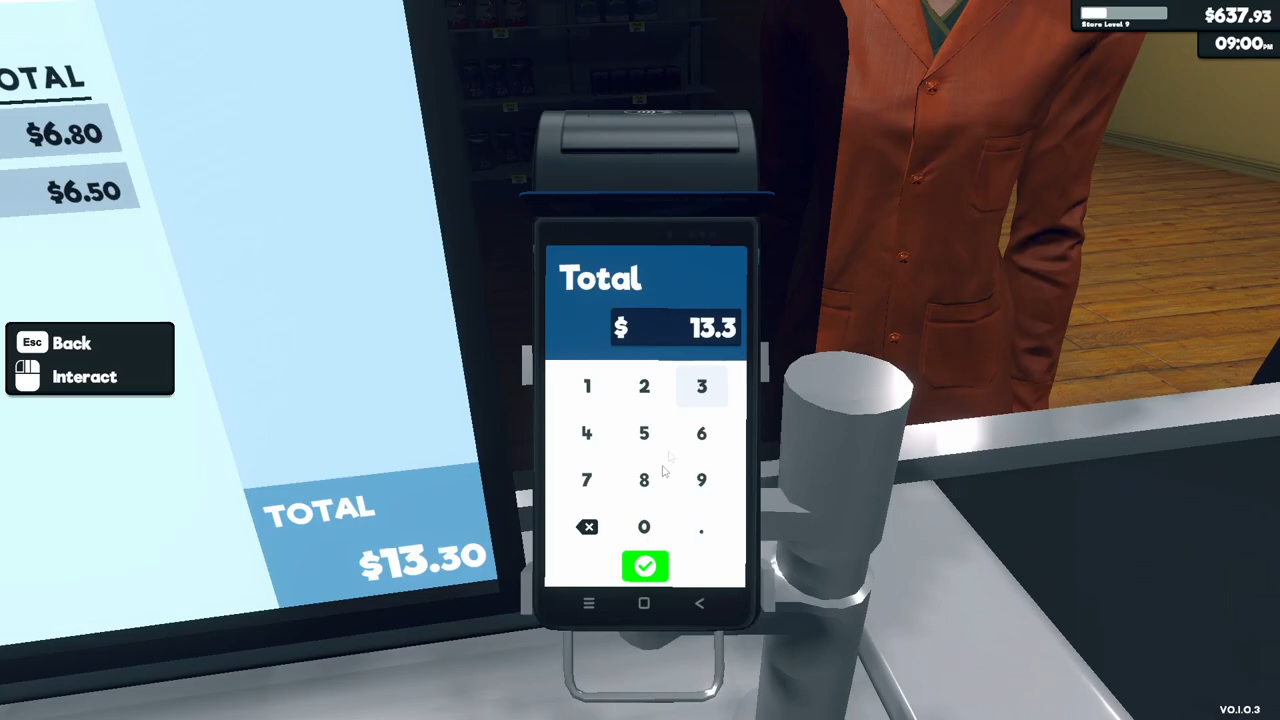 OTAL
$6.80
$6.50
TOTAL
$13.30
Esc Back
Interact
Total
$ 13.3
1 2 3
4 5 6
7 8 9
0 .
$637.93
Store Level 9
09:00PM
V0.1.0.3